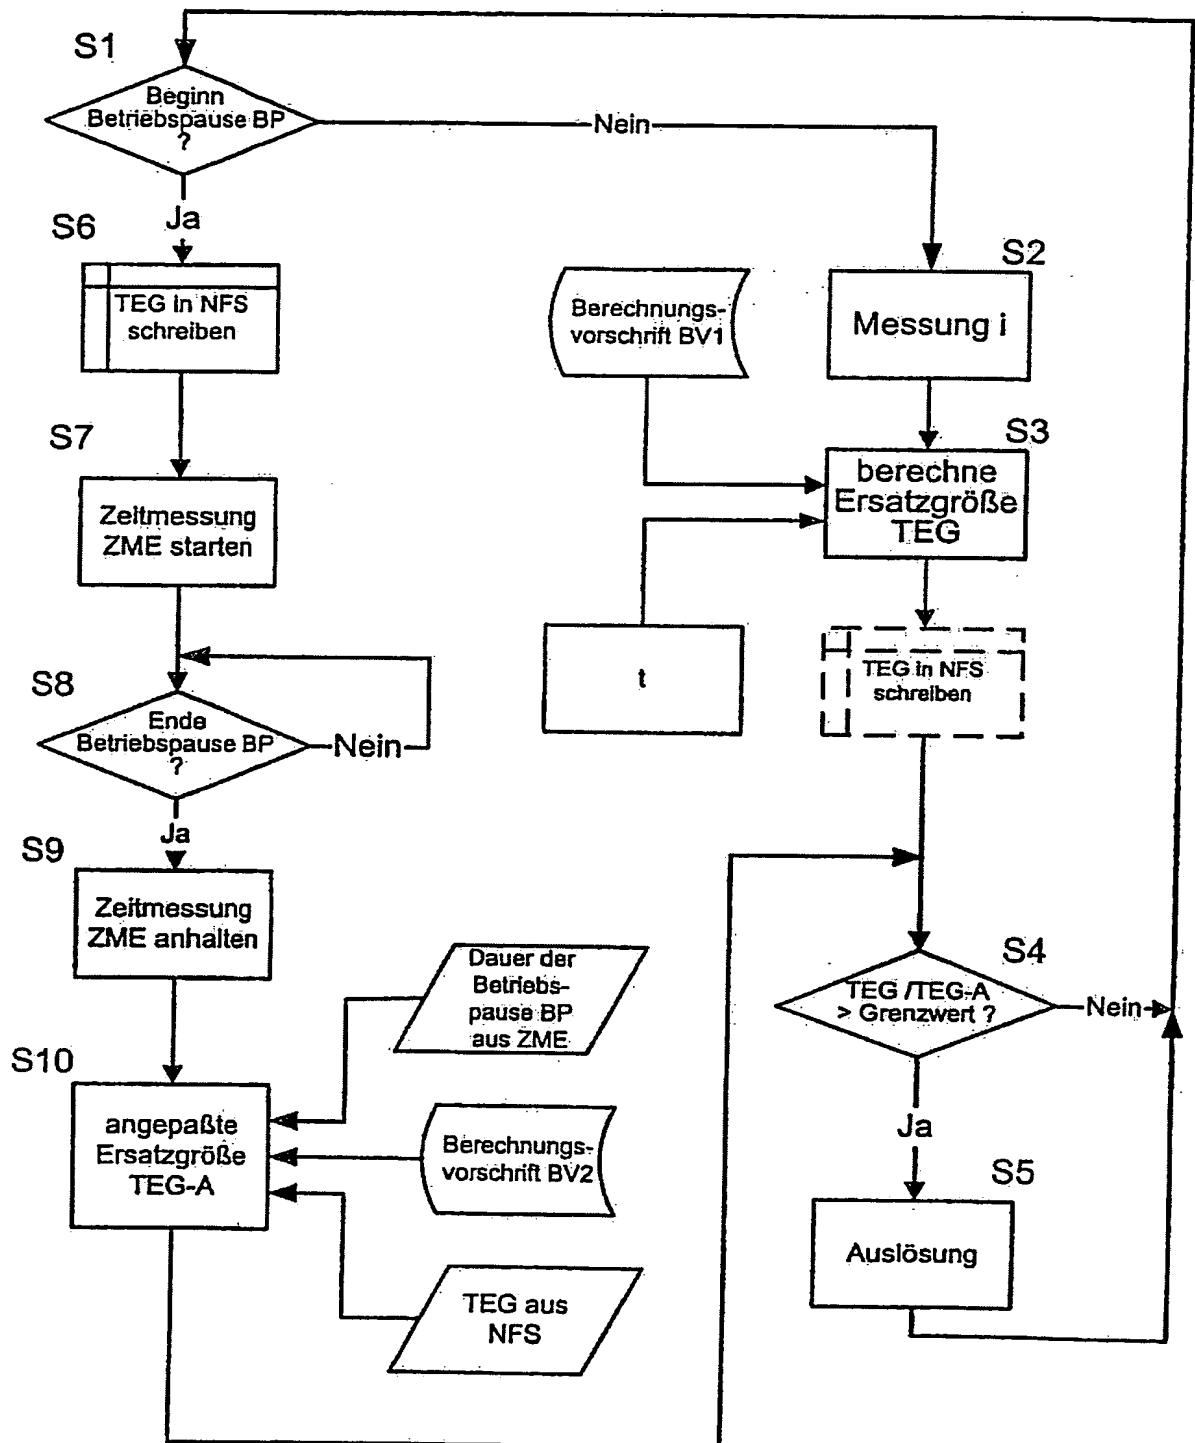 S1
Beginn
Betriebspause BP
?
Nein
Ja
S6
TEG in NFS
schreiben
S7
Zeitmessung
ZME starten
S8
Ende
Betriebspause BP
?
Nein
Ja
S9
Zeitmessung
ZME anhalten
S10
angepaßte
Ersatzgröße
TEG-A
Dauer der
Betriebs-
pause BP
aus ZME
Berechnungs-
vorschrift BV2
TEG aus
NFS
S2
Messung i
Berechnungs-
vorschrift BV1
S3
berechne
Ersatzgröße
TEG
t
TEG in NFS
schreiben
S4
TEG /TEG-A
> Grenzwert ?
Nein
Ja
S5
Auslösung